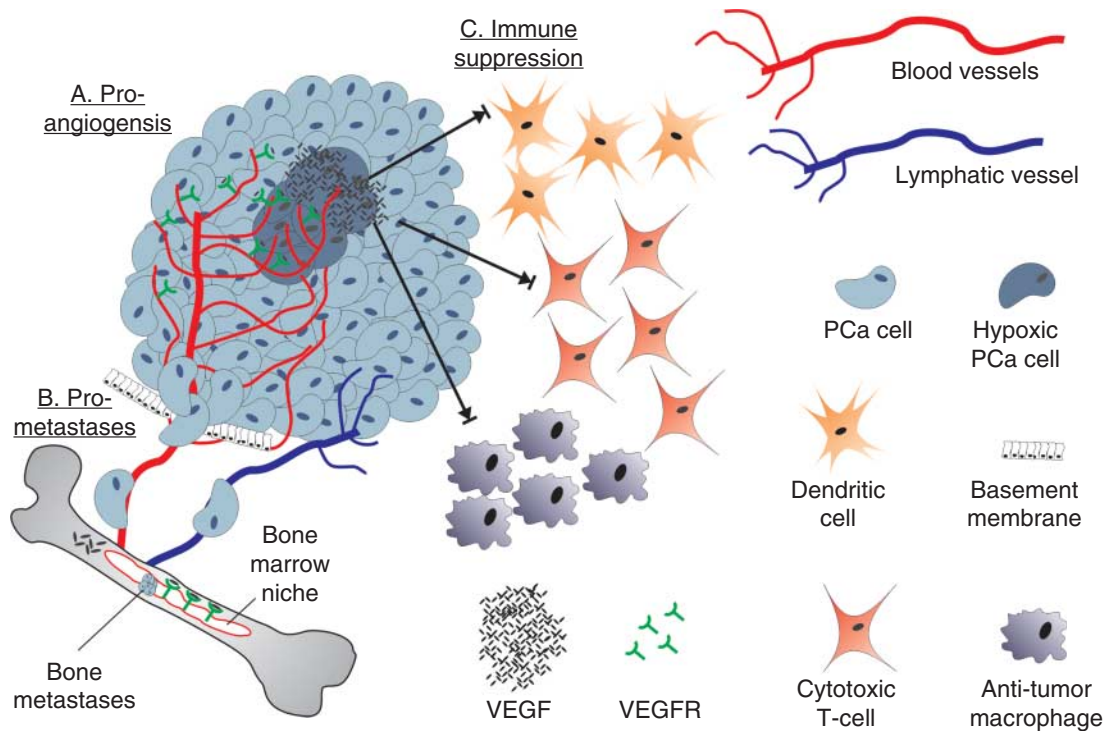 A. Pro-
angiogensis
B. Pro-
metastases
Bone
marrow
niche
Bone
metastases
C. Immune
suppression
Blood vessels
Lymphatic vessel
PCa cell
Hypoxic
PCa cell
Dendritic
cell
Basement
membrane
VEGF
VEGFR
Cytotoxic
T-cell
Anti-tumor
macrophage